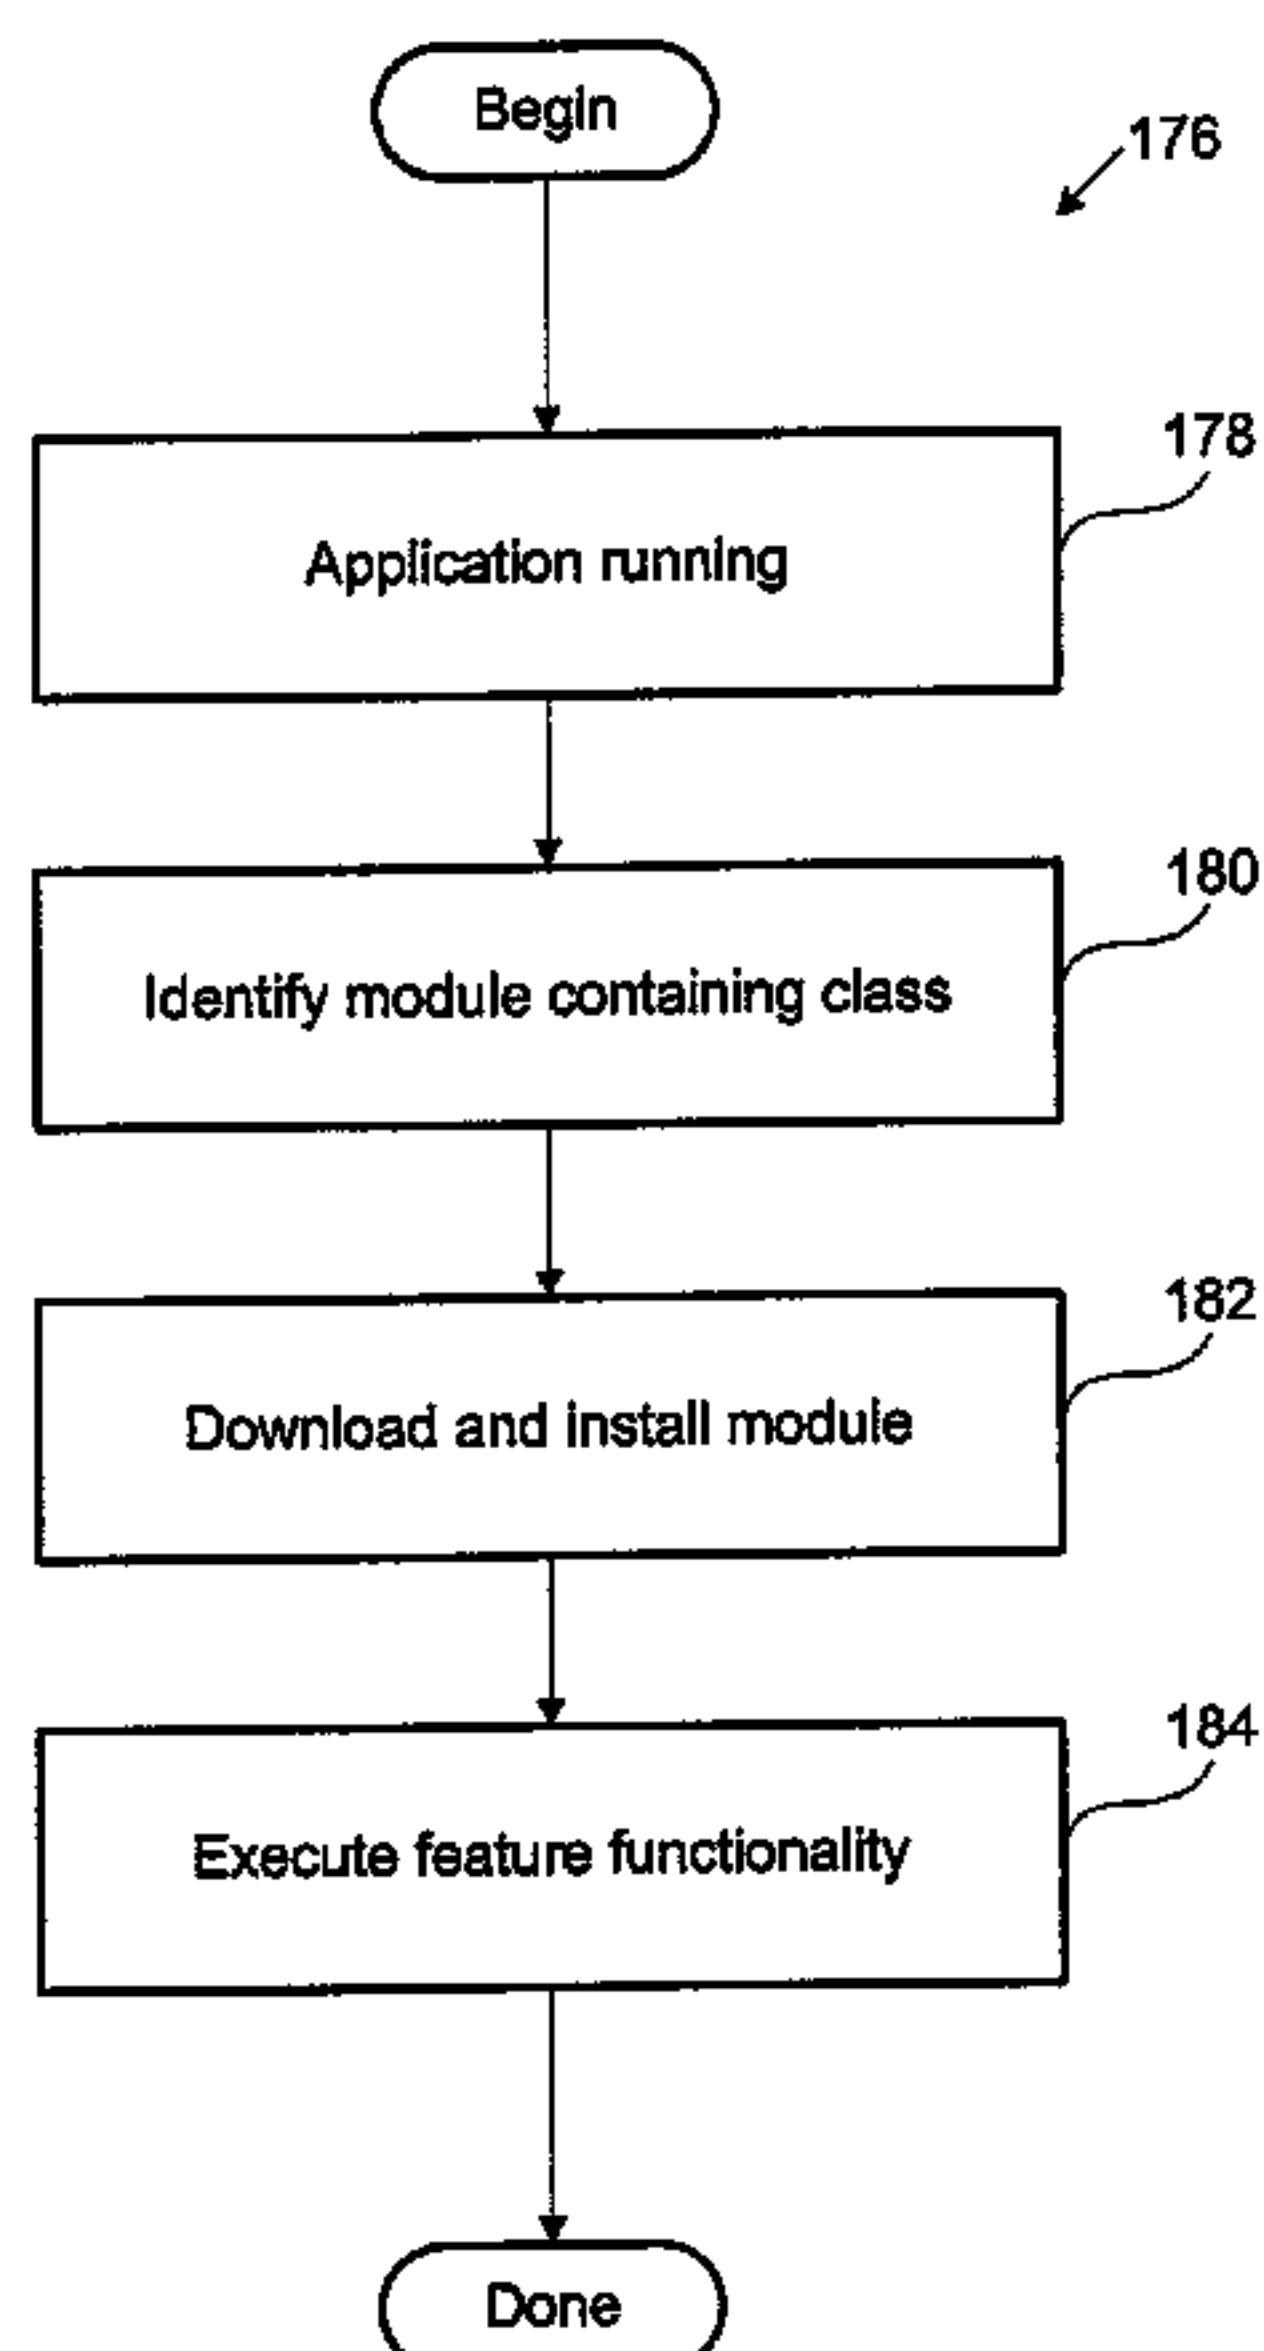 Begin
176
178
Application running
180
Identify module containing class
182
Download and install module
184
Execute feature functionality
Done